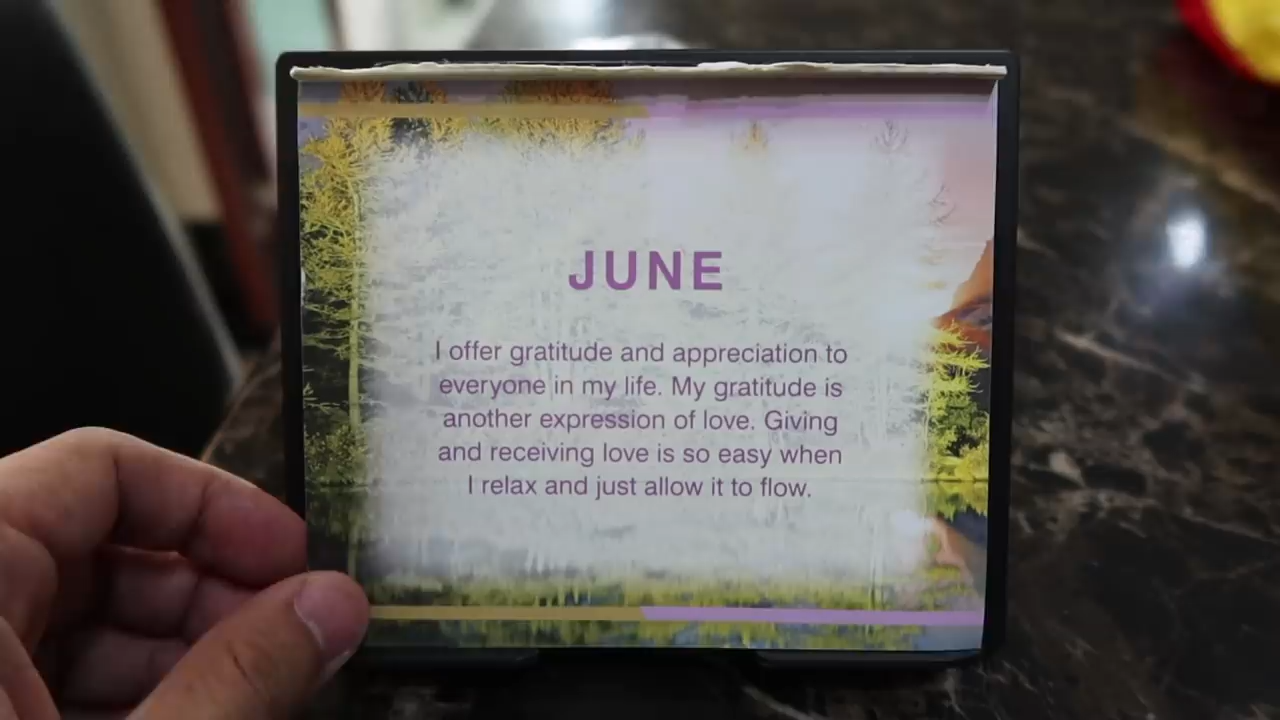 JUNE
I offer gratitude and appreciation to
everyone in my life. My gratitude is
another expression of love. Giving
and receiving love is so easy when
I relax and just allow it to flow.